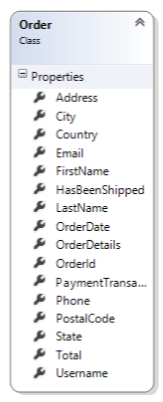 Order
Class
Properties
Address
City
Country
Email
FirstName
HasBeenShipped
LastName
OrderDate
OrderDetails
OrderId
PaymentTransa...
Phone
PostalCode
State
Total
Username